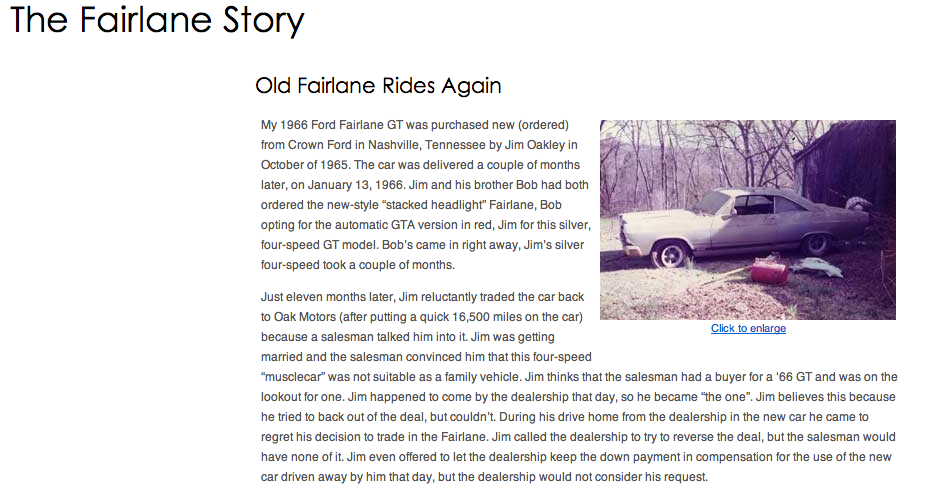 The Fairlane Story
Old Fairlane Rides Again
My 1966 Ford Fairlane GT was purchased new (ordered)
from Crown Ford in Nashville, Tennessee by Jim Oakley in
October of 1965. The car was delivered a couple of months
later, on January 13, 1966. Jim and his brother Bob had both
ordered the new-style “stacked headlight” Fairlane, Bob
opting for the automatic GTA version in red, Jim for this silver,
four-speed GT model. Bob's came in right away, Jim's silver
four-speed took a couple of months.
Just eleven months later, Jim reluctantly traded the car back
to Oak Motors (after putting a quick 16,500 miles on the car)
because a salesman talked him into it. Jim was getting
married and the salesman convinced him that this four-speed
“musclecar” was not suitable as a family vehicle. Jim thinks that the salesman had a buyer for a ‘66 GT and was on the
lookout for one. Jim happened to come by the dealership that day, so he became “the one”. Jim believes this because
he tried to back out of the deal, but couldn't. During his drive home from the dealership in the new car he came to
regret his decision to trade in the Fairlane. Jim called the dealership to try to reverse the deal, but the salesman would
have none of it. Jim even offered to let the dealership keep the down payment in compensation for the use of the new
car driven away by him that day, but the dealership would not consider his request.
Click to enlarge